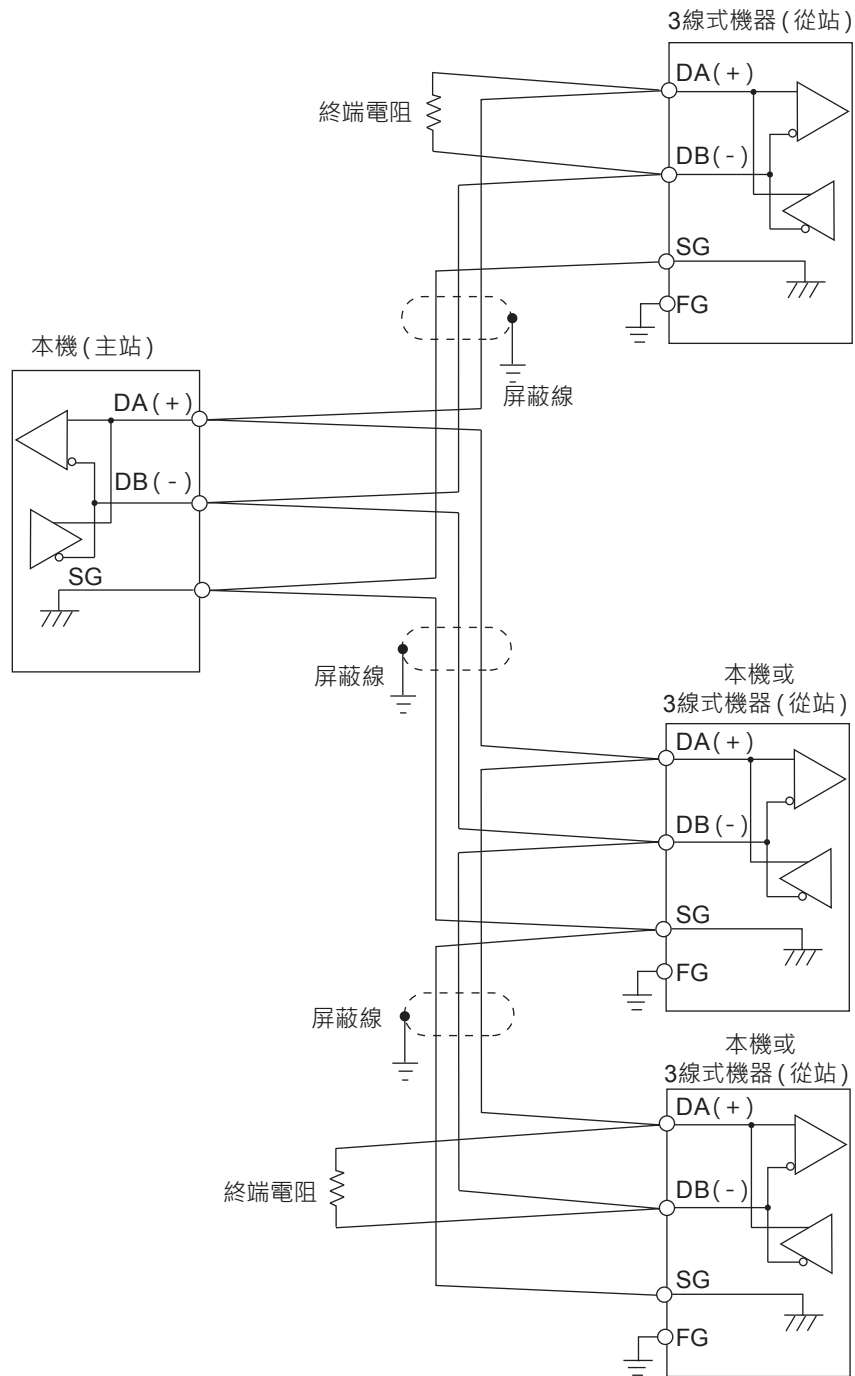 3線式機器(從站)
DA(+)
終端電阻
DB(-)
SG
FG
屏蔽線
本機(主站)
DA(+)
DB(-)
SG
屏蔽線
本機或
3線式機器(從站)
DA(+)
DB(-)
SG
FG
屏蔽線
本機或
3線式機器(從站)
DA(+)
終端電阻
DB(-)
SG
FG